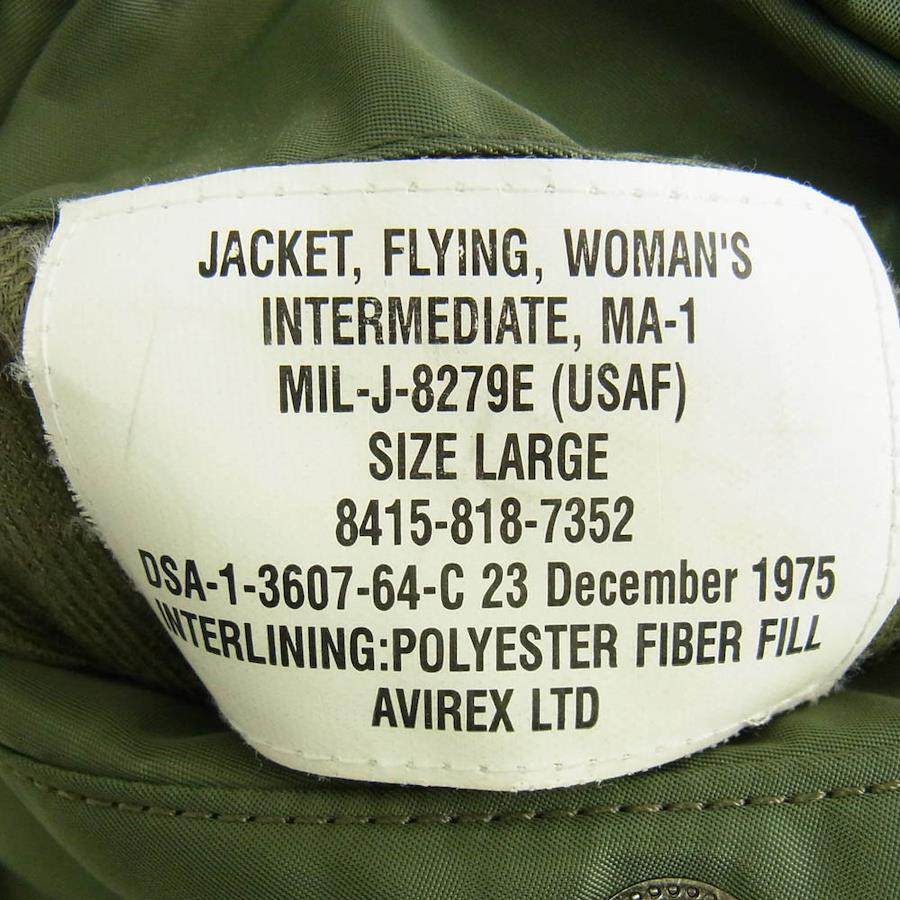 JACKET, FLYING, WOMAN'S
INTERMEDIATE, MA-1
MIL-J-8279E (USAF)
SIZE LARGE
8415-818-7352
DSA-1-3607-64-C 23 December 1975
INTERLINING:POLYESTER FIBER FILL
AVIREX LTD